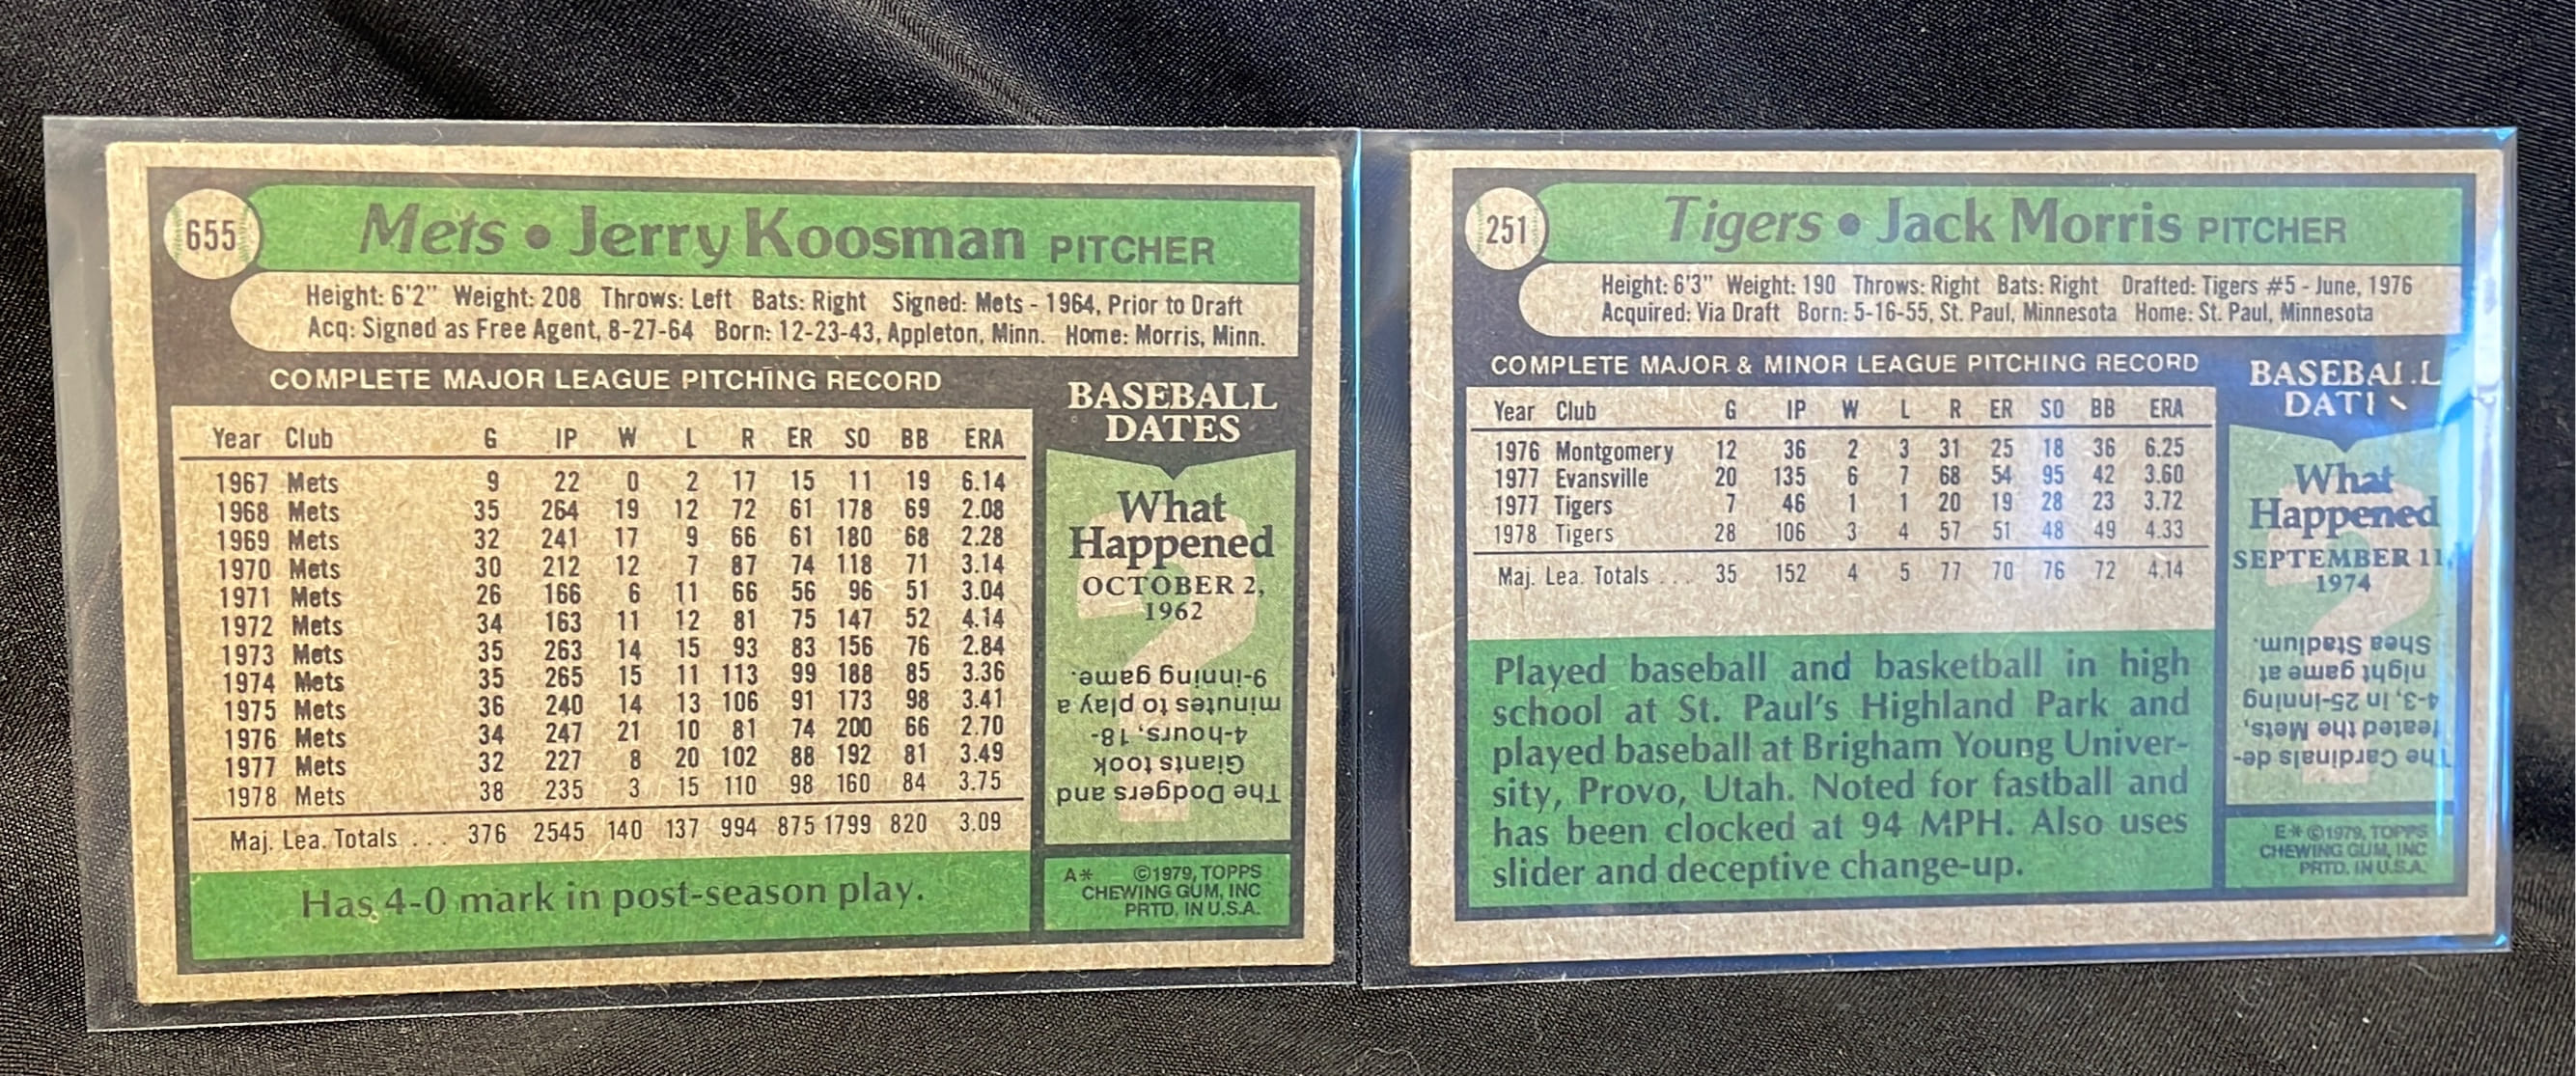 655
Mets • Jerry Koosman PITCHER
Height: 6'2" Weight: 208 Throws: Left Bats: Right Signed: Mets - 1964, Prior to Draft
Acq: Signed as Free Agent, 8-27-64 Born: 12-23-43, Appleton, Minn. Home: Morris, Minn.
COMPLETE MAJOR LEAGUE PITCHING RECORD
Year Club G IP W L R ER SO BB ERA
1967 Mets 9 22 0 2 17 15 11 19 6.14
1968 Mets 35 264 19 12 72 61 178 69 2.08
1969 Mets 32 241 17 9 66 61 180 68 2.28
1970 Mets 30 212 12 7 87 74 118 71 3.14
1971 Mets 26 166 6 11 66 56 96 51 3.04
1972 Mets 34 163 11 12 81 75 147 52 4.14
1973 Mets 35 263 14 15 93 83 156 76 2.84
1974 Mets 35 265 15 11 113 99 188 85 3.36
1975 Mets 36 240 14 13 106 91 173 98 3.41
1976 Mets 34 247 21 10 81 74 200 66 2.70
1977 Mets 32 227 8 20 102 88 192 81 3.49
1978 Mets 38 235 3 15 110 98 160 84 3.75
Maj. Lea. Totals . . . 376 2545 140 137 994 875 1799 820 3.09
Has 4-0 mark in post-season play.
BASEBALL
DATES
What
Happened
OCTOBER 2,
1962
The Dodgers and
Giants took
4-hours, 18-
minutes to play a
9-inning game.
A* ©1979, TOPPS
CHEWING GUM, INC
PRTD. IN U.S.A.
251
Tigers • Jack Morris PITCHER
Height: 6'3" Weight: 190 Throws: Right Bats: Right Drafted: Tigers #5 - June, 1976
Acquired: Via Draft Born: 5-16-55, St. Paul, Minnesota Home: St. Paul, Minnesota
COMPLETE MAJOR & MINOR LEAGUE PITCHING RECORD
Year Club G IP W L R ER SO BB ERA
1976 Montgomery 12 36 2 3 31 25 18 36 6.25
1977 Evansville 20 135 6 7 68 54 95 42 3.60
1977 Tigers 7 46 1 1 20 19 28 23 3.72
1978 Tigers 28 106 3 4 57 51 48 49 4.33
Maj. Lea. Totals . . . 35 152 4 5 77 70 76 72 4.14
Played baseball and basketball in high
school at St. Paul's Highland Park and
played baseball at Brigham Young Univer-
sity, Provo, Utah. Noted for fastball and
has been clocked at 94 MPH. Also uses
slider and deceptive change-up.
BASEBALL
DATES
What
Happened
SEPTEMBER 11,
1974
The Cardinals de-
feated the Mets,
4-3, in 25-inning
night game at
Shea Stadium.
E* ©1979, TOPPS
CHEWING GUM, INC
PRTD. IN U.S.A.